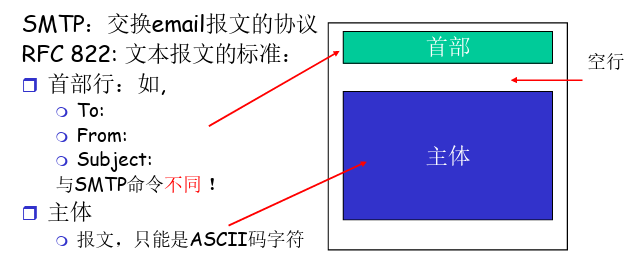 SMTP：交换email报文的协议
RFC 822: 文本报文的标准：
首部行：如,
To:
From:
Subject:
与SMTP命令不同！
主体
报文，只能是ASCII码字符
首部
空行
主体